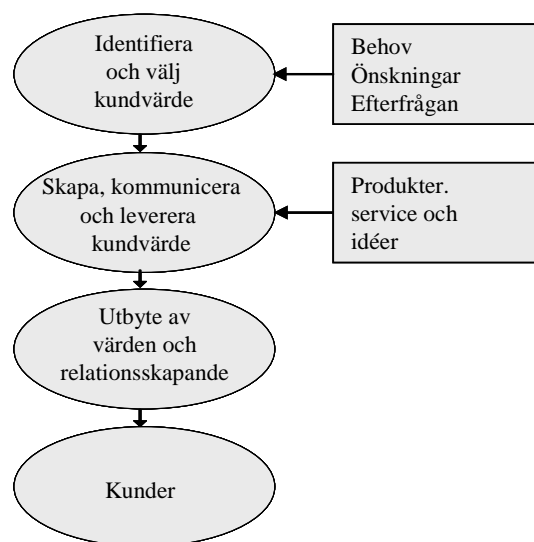 Identifiera
och välj
kundvärde
Behov
Önskningar
Efterfrågan
Skapa, kommunicera
och leverera
kundvärde
Produkter.
service och
idéer
Utbyte av
värden och
relationsskapande
Kunder